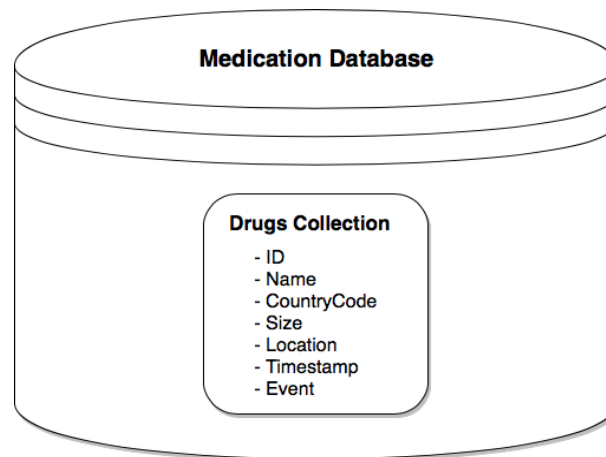 Medication Database
Drugs Collection
- ID
- Name
- CountryCode
- Size
- Location
- Timestamp
- Event